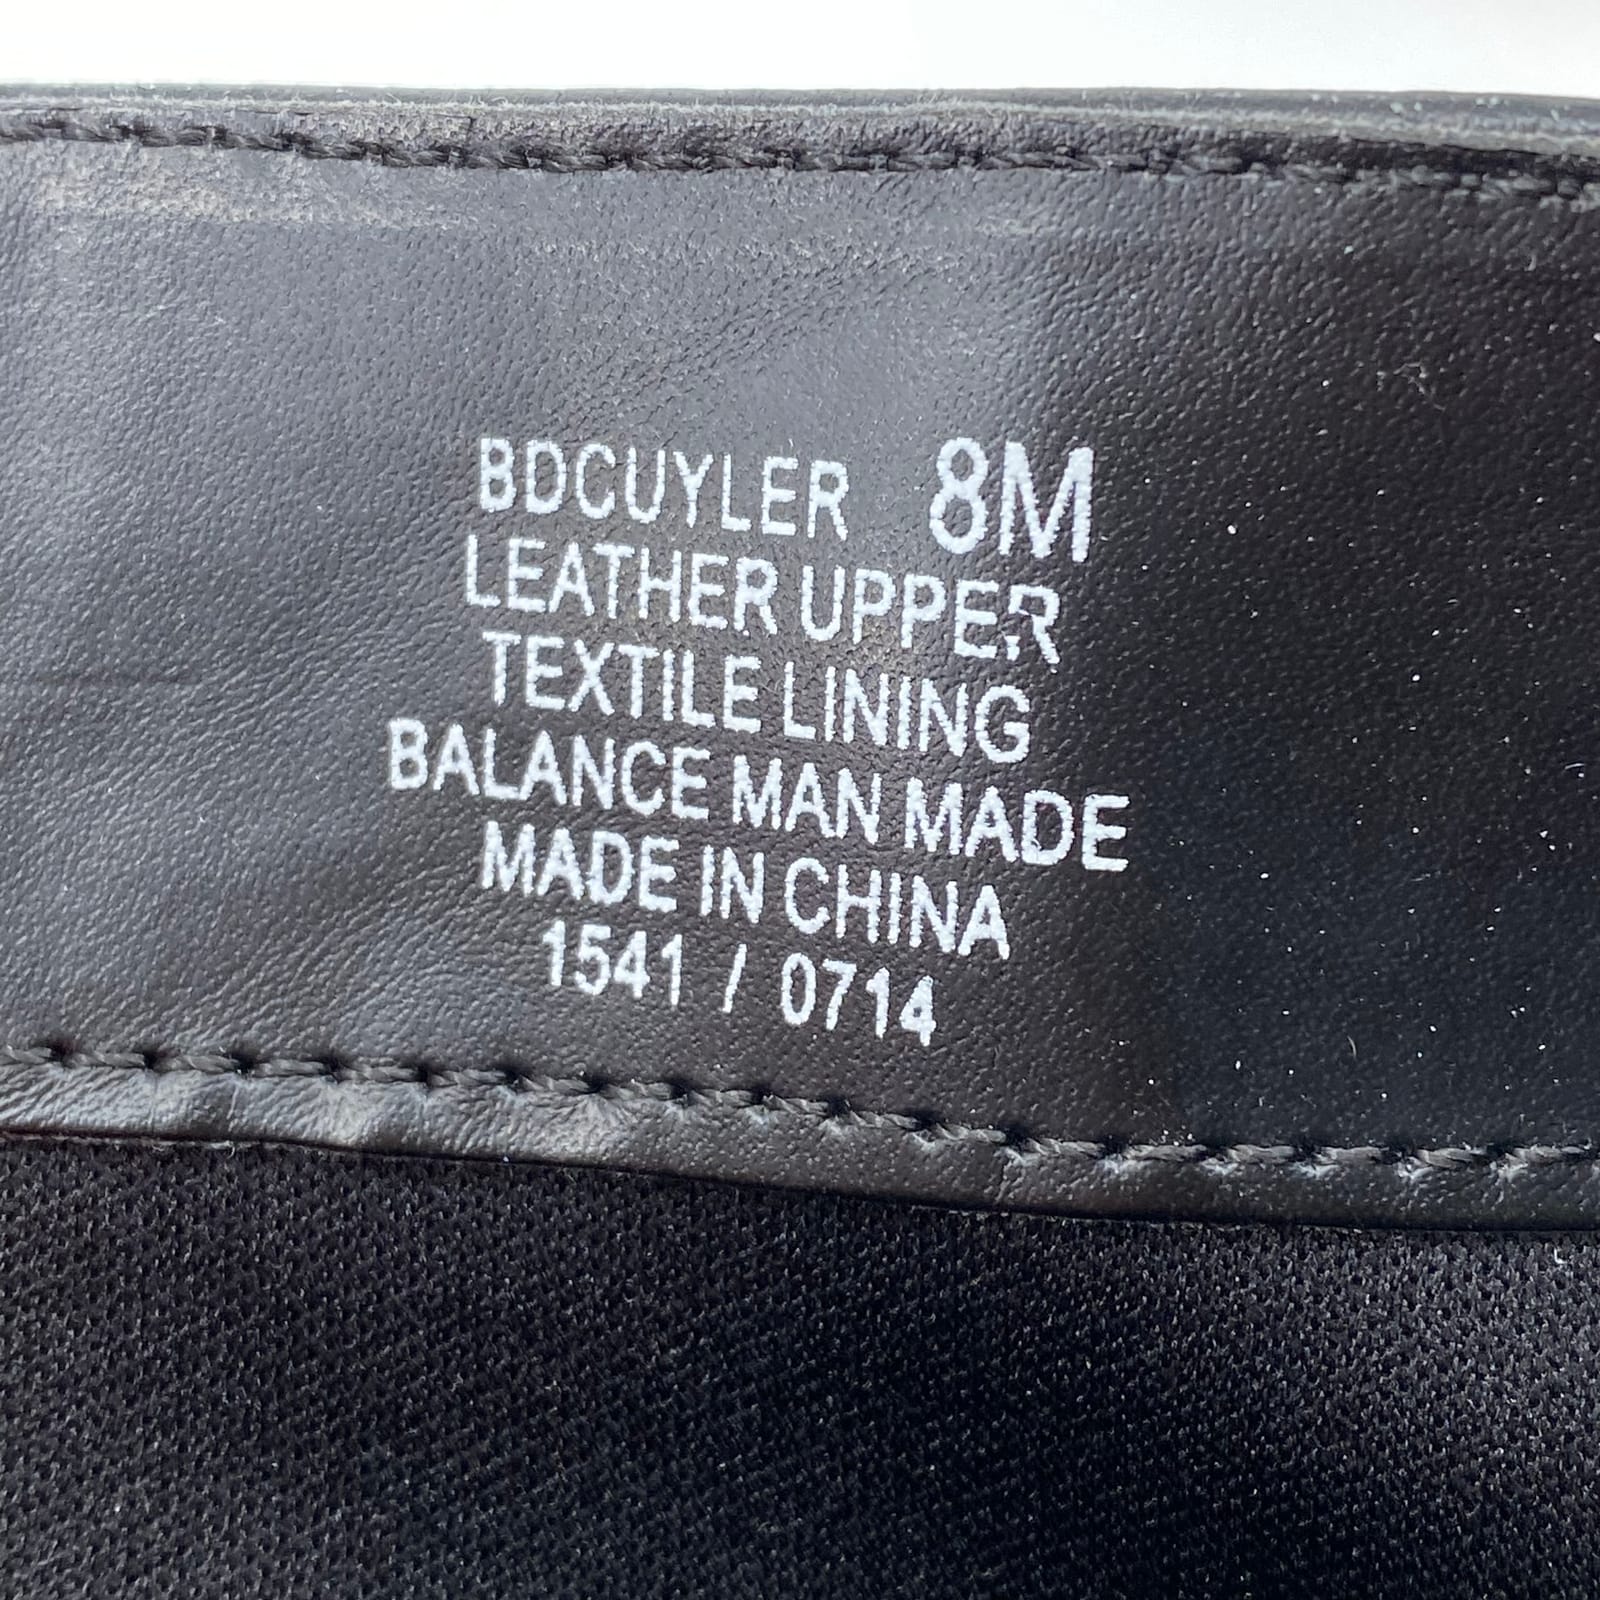 BDCUYLER 8M
LEATHER UPPER
TEXTILE LINING
BALANCE MAN MADE
MADE IN CHINA
1541 / 0714